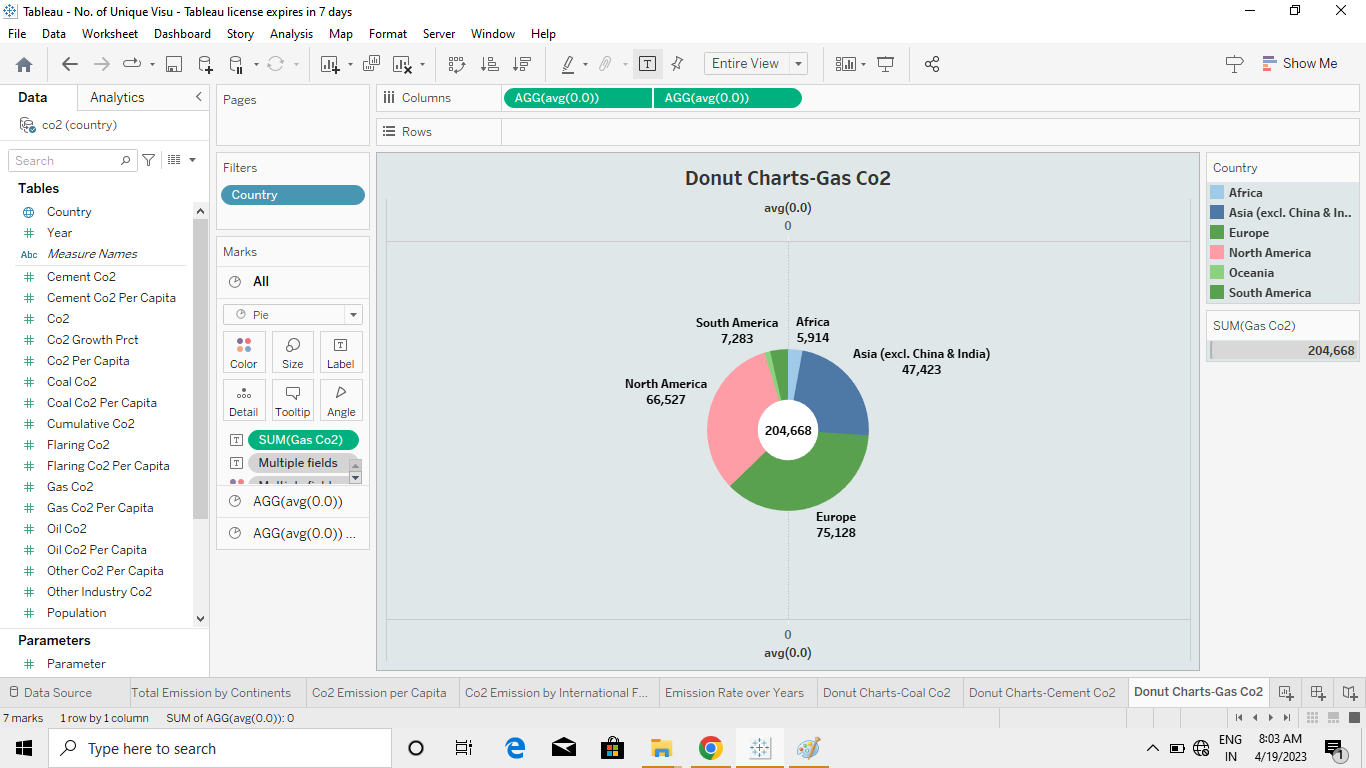 Tableau - No. of Unique Visu - Tableau license expires in 7 days
File Data Worksheet Dashboard Story Analysis Map Format Server Window Help
Entire View
Show Me
Data Analytics
co2 (country)
Search
Tables
Country
Year
Abc Measure Names
Cement Co2
Cement Co2 Per Capita
Co2
Co2 Growth Prct
Co2 Per Capita
Coal Co2
Coal Co2 Per Capita
Cumulative Co2
Flaring Co2
Flaring Co2 Per Capita
Gas Co2
Gas Co2 Per Capita
Oil Co2
Oil Co2 Per Capita
Other Co2 Per Capita
Other Industry Co2
Population
Parameters
Parameter
Pages
Filters
Country
Marks
All
Pie
Color Size Label
Detail Tooltip Angle
SUM(Gas Co2)
Multiple fields
AGG(avg(0.0))
AGG(avg(0.0)) ...
Columns AGG(avg(0.0)) AGG(avg(0.0))
Rows
Donut Charts-Gas Co2
avg(0.0)
0
South America
7,283
Africa
5,914
Asia (excl. China & India)
47,423
North America
66,527
204,668
Europe
75,128
0
avg(0.0)
Country
Africa
Asia (excl. China & In..
Europe
North America
Oceania
South America
SUM(Gas Co2)
204,668
Data Source Total Emission by Continents Co2 Emission per Capita Co2 Emission by International F... Emission Rate over Years Donut Charts-Coal Co2 Donut Charts-Cement Co2 Donut Charts-Gas Co2
7 marks 1 row by 1 column SUM of AGG(avg(0.0)): 0
Type here to search
ENG
IN
8:03 AM
4/19/2023
1